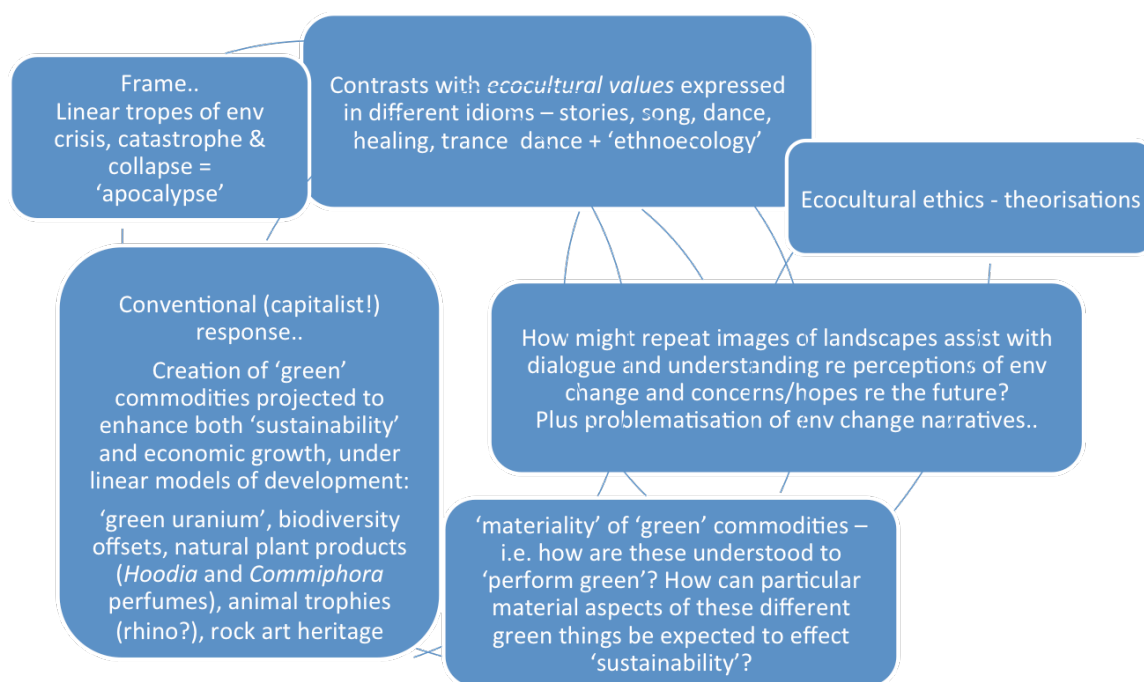 Frame..
Linear tropes of env
crisis, catastrophe &
collapse =
‘apocalypse’
Contrasts with ecocultural values expressed
in different idioms – stories, song, dance,
healing, trance dance + ‘ethnoecology’
Ecocultural ethics - theorisations
Conventional (capitalist!)
response..
Creation of ‘green’
commodities projected to
enhance both ‘sustainability’
and economic growth, under
linear models of development:
‘green uranium’, biodiversity
offsets, natural plant products
(Hoodia and Commiphora
perfumes), animal trophies
(rhino?), rock art heritage
How might repeat images of landscapes assist with
dialogue and understanding re perceptions of env
change and concerns/hopes re the future?
Plus problematisation of env change narratives..
‘materiality’ of ‘green’ commodities –
i.e. how are these understood to
‘perform green’? How can particular
material aspects of these different
green things be expected to effect
‘sustainability’?